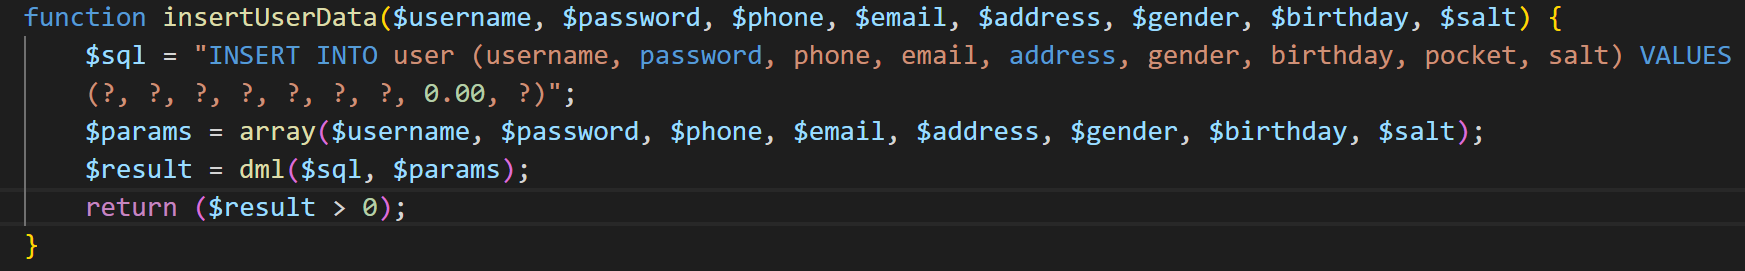 function insertUserData($username, $password, $phone, $email, $address, $gender, $birthday, $salt) {
    $sql = "INSERT INTO user (username, password, phone, email, address, gender, birthday, pocket, salt) VALUES
    (?, ?, ?, ?, ?, ?, ?, 0.00, ?)";
    $params = array($username, $password, $phone, $email, $address, $gender, $birthday, $salt);
    $result = dml($sql, $params);
    return ($result > 0);
}